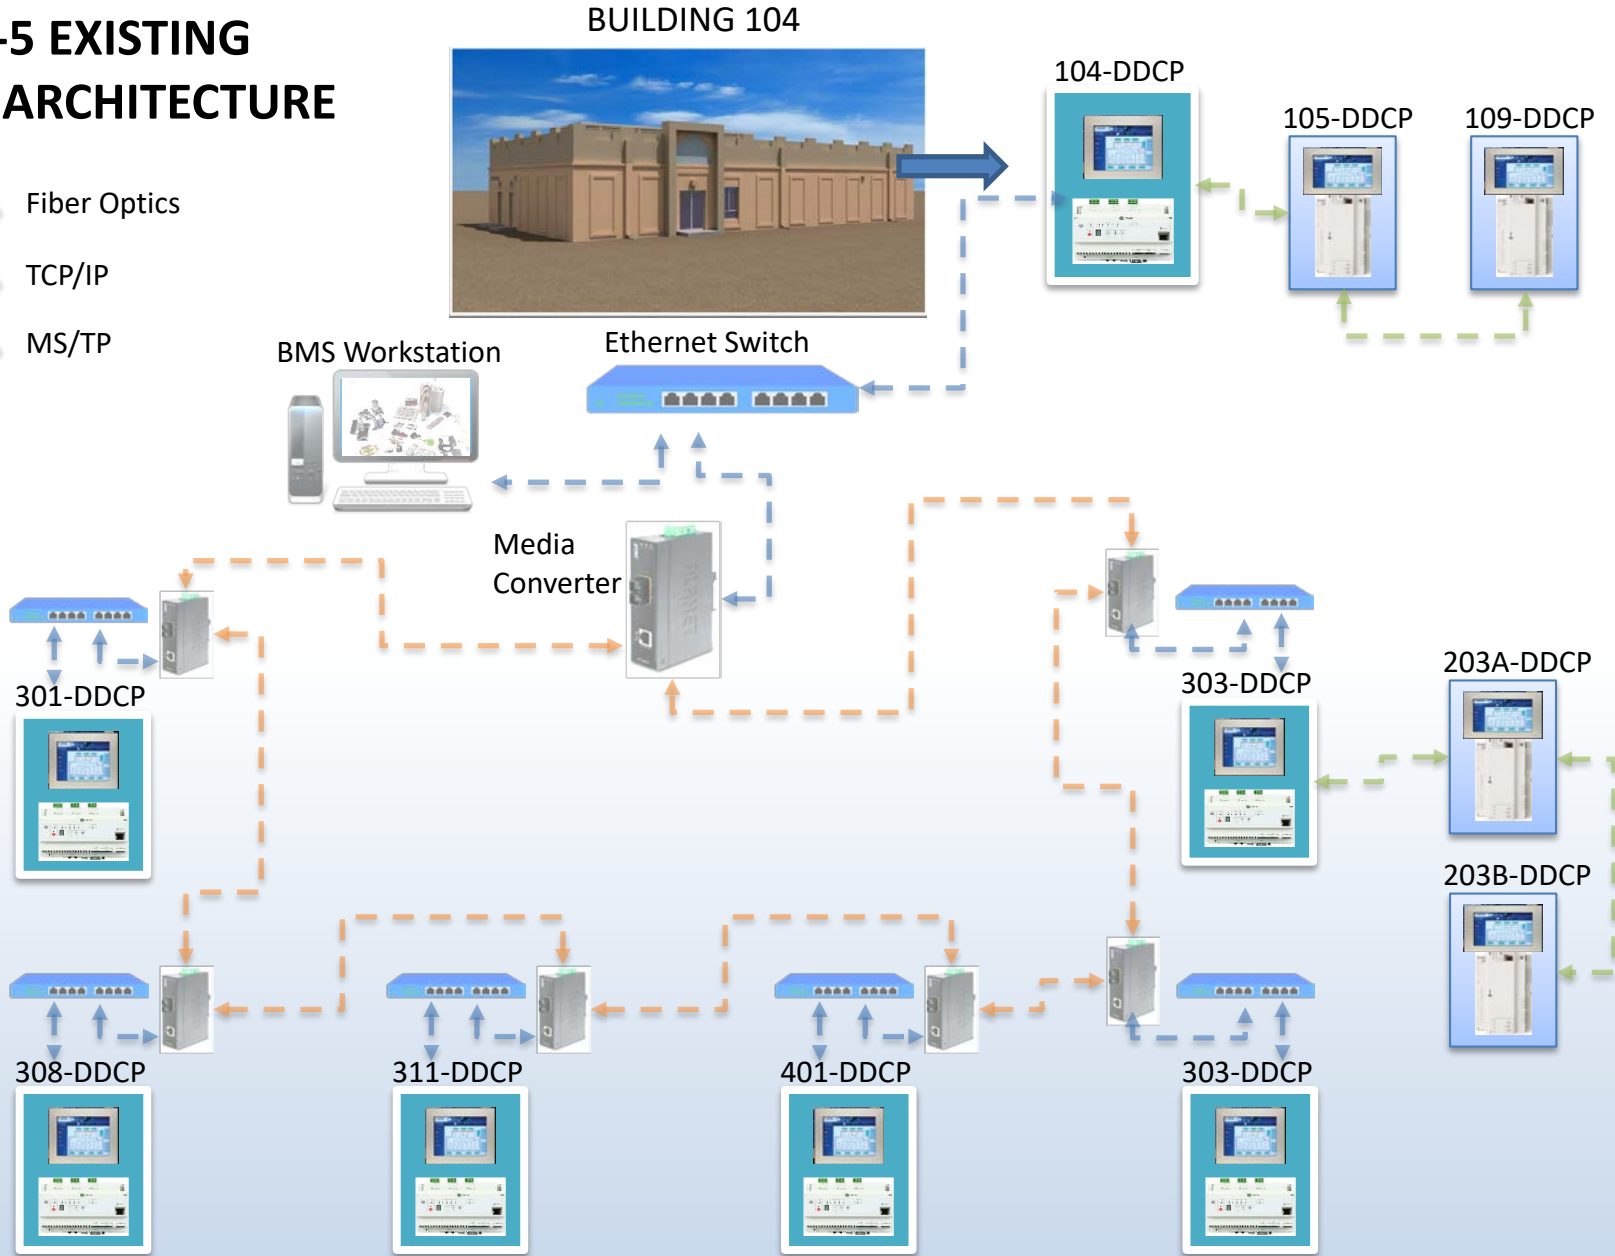 -5 EXISTING
ARCHITECTURE
BUILDING 104
104-DDCP
105-DDCP
109-DDCP
Fiber Optics
TCP/IP
MS/TP
BMS Workstation
Ethernet Switch
Media
Converter
PLANET
301-DDCP
303-DDCP
203A-DDCP
203B-DDCP
308-DDCP
311-DDCP
401-DDCP
303-DDCP